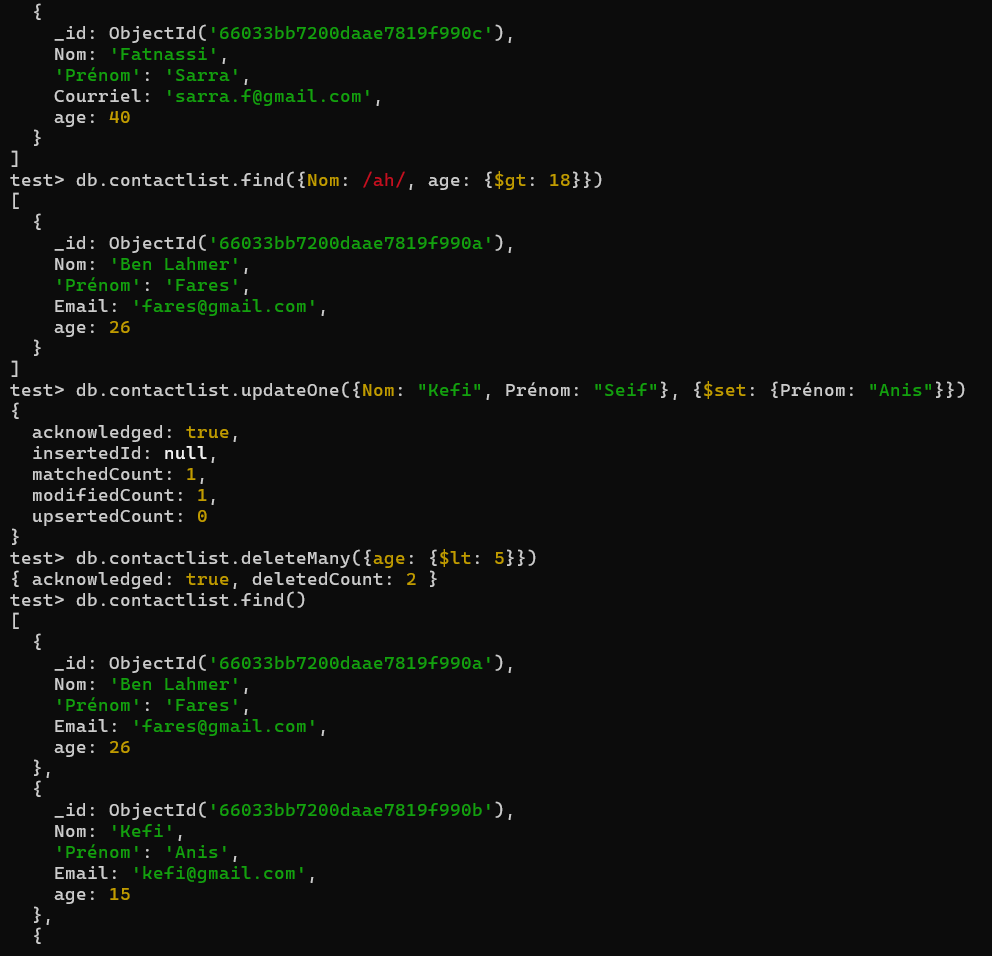 {
    _id: ObjectId('66033bb7200daae7819f990c'),
    Nom: 'Fatnassi',
    'Prénom': 'Sarra',
    Courriel: 'sarra.f@gmail.com',
    age: 40
  }
]
test> db.contactlist.find({Nom: /ah/, age: {$gt: 18}})
[
  {
    _id: ObjectId('66033bb7200daae7819f990a'),
    Nom: 'Ben Lahmer',
    'Prénom': 'Fares',
    Email: 'fares@gmail.com',
    age: 26
  }
]
test> db.contactlist.updateOne({Nom: "Kefi", Prénom: "Seif"}, {$set: {Prénom: "Anis"}})
{
  acknowledged: true,
  insertedId: null,
  matchedCount: 1,
  modifiedCount: 1,
  upsertedCount: 0
}
test> db.contactlist.deleteMany({age: {$lt: 5}})
{ acknowledged: true, deletedCount: 2 }
test> db.contactlist.find()
[
  {
    _id: ObjectId('66033bb7200daae7819f990a'),
    Nom: 'Ben Lahmer',
    'Prénom': 'Fares',
    Email: 'fares@gmail.com',
    age: 26
  },
  {
    _id: ObjectId('66033bb7200daae7819f990b'),
    Nom: 'Kefi',
    'Prénom': 'Anis',
    Email: 'kefi@gmail.com',
    age: 15
  },
  {